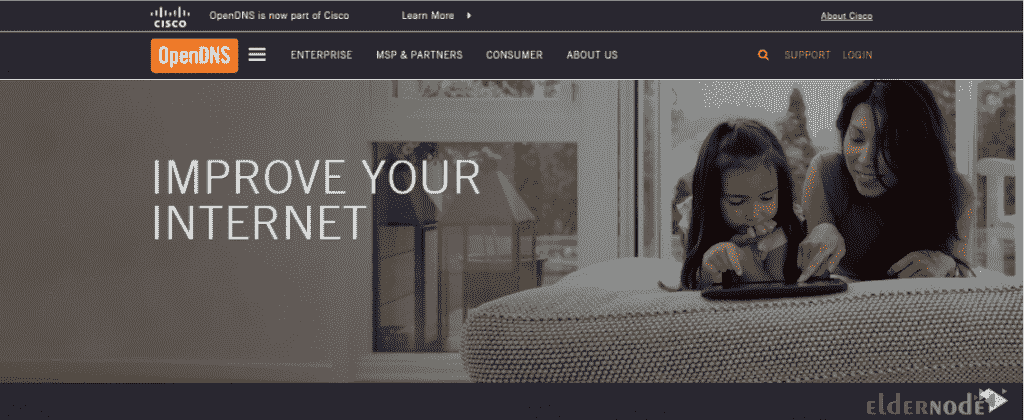 CISCO
OpenDNS is now part of Cisco
Learn More
About Cisco
OpenDNS
ENTERPRISE
MSP & PARTNERS
CONSUMER
ABOUT US
SUPPORT
LOGIN
IMPROVE YOUR
INTERNET
eldernode